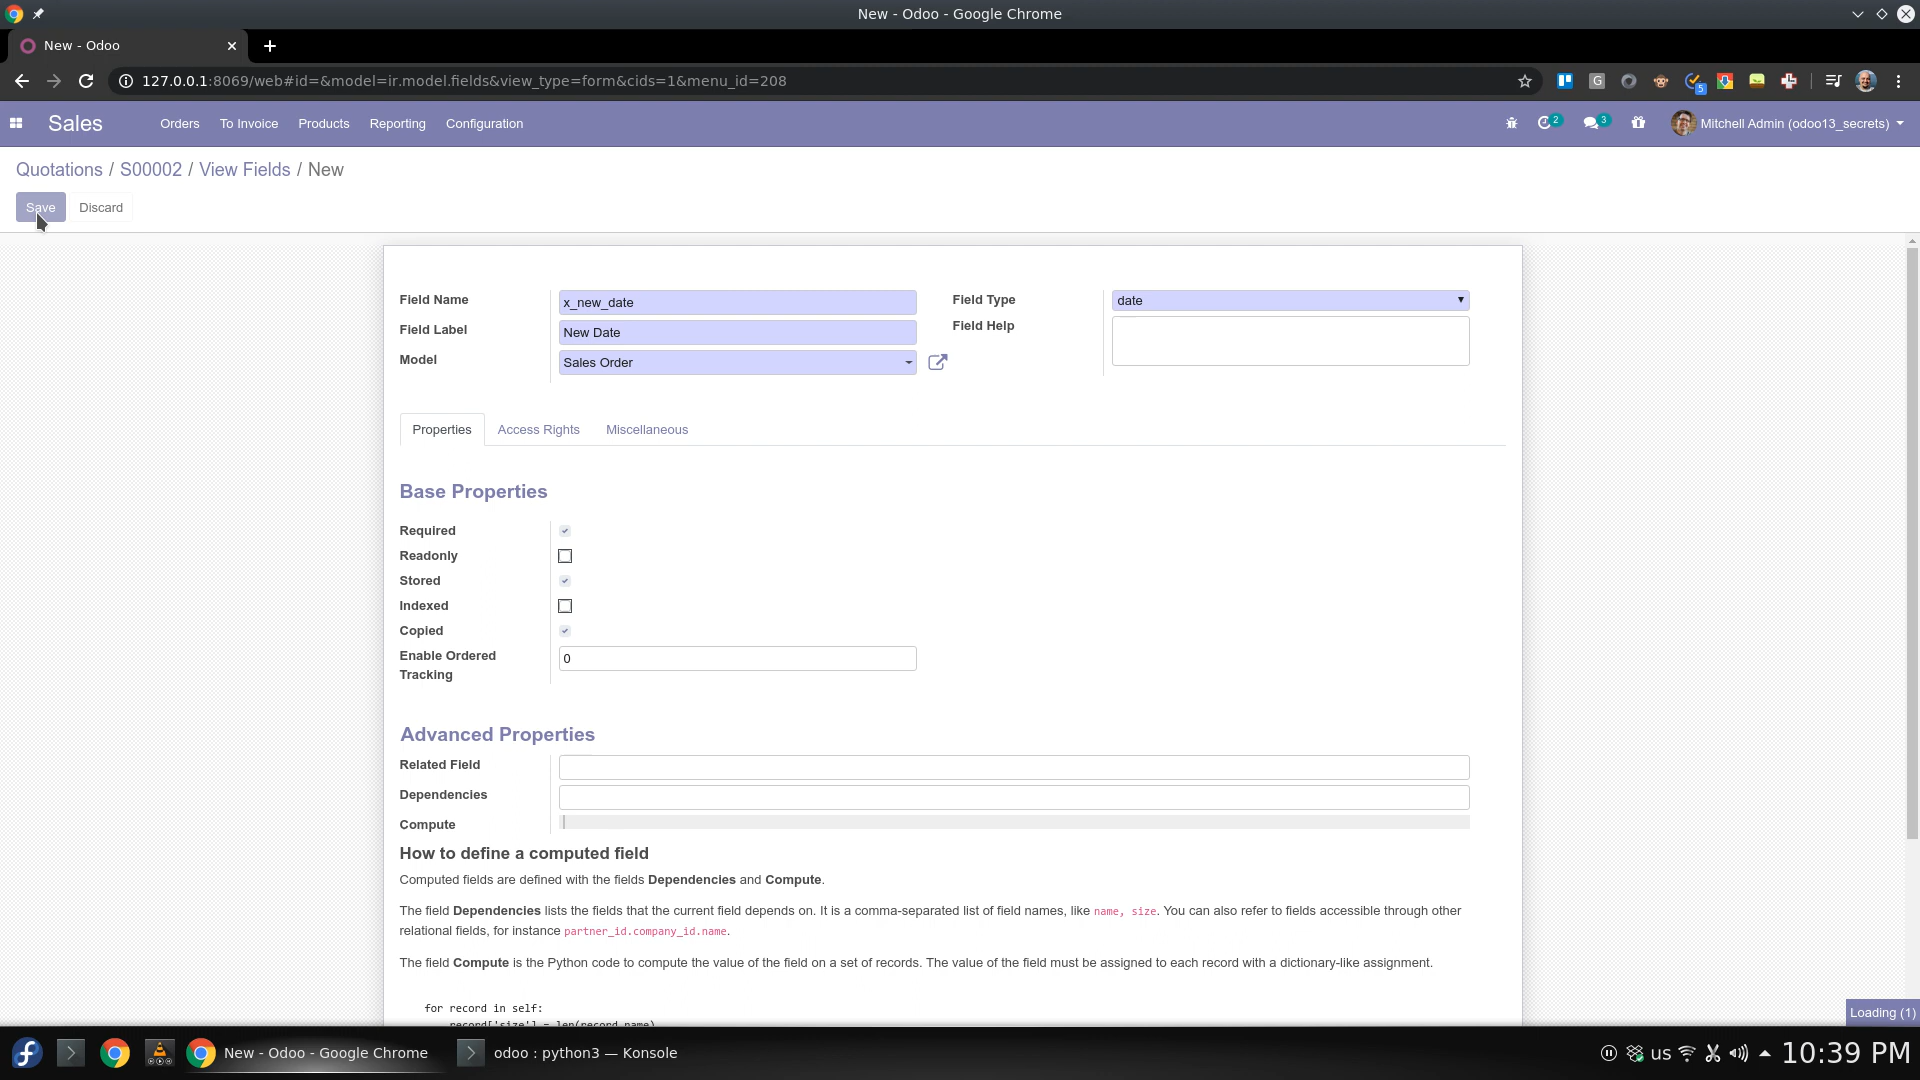 New - Odoo - Google Chrome
New - Odoo
127.0.0.1:8069/web#id=&model=ir.model.fields&view_type=form&cids=1&menu_id=208
G
5
Sales
Orders
To Invoice
Products
Reporting
Configuration
2
3
Mitchell Admin (odoo13_secrets)
Quotations / S00002 / View Fields / New
Save
Discard
Field Name
x_new_date
Field Type
date
Field Label
New Date
Field Help
Model
Sales Order
Properties
Access Rights
Miscellaneous
Base Properties
Required
Readonly
Stored
Indexed
Copied
Enable Ordered
Tracking
0
Advanced Properties
Related Field
Dependencies
Compute
How to define a computed field
Computed fields are defined with the fields Dependencies and Compute.
The field Dependencies lists the fields that the current field depends on. It is a comma-separated list of field names, like name, size. You can also refer to fields accessible through other
relational fields, for instance partner_id.company_id.name.
The field Compute is the Python code to compute the value of the field on a set of records. The value of the field must be assigned to each record with a dictionary-like assignment.
for record in self:
record['size'] = len(record.name)
Loading (1)
New - Odoo - Google Chrome
odoo : python3 — Konsole
us
10:39 PM